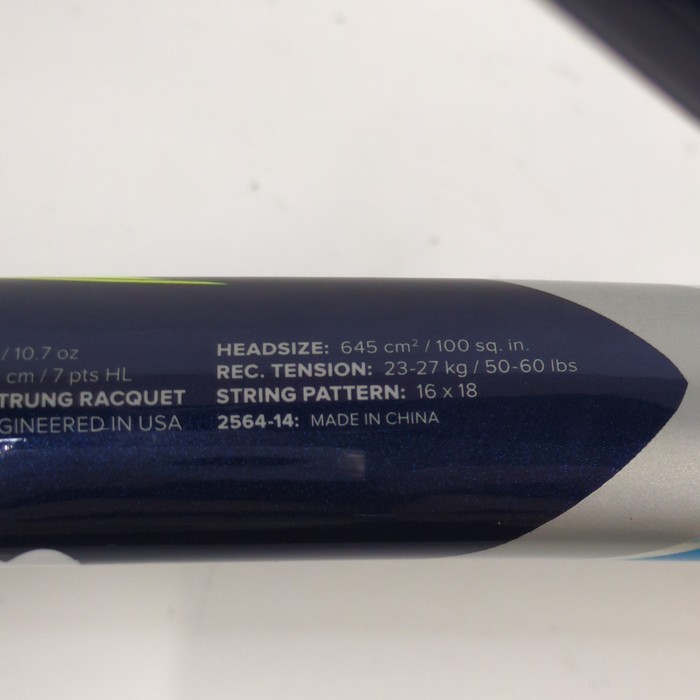 / 10.7 oz
cm / 7 pts HL
TRUNG RACQUET
GINEERED IN USA
HEADSIZE: 645 cm² / 100 sq. in.
REC. TENSION: 23-27 kg / 50-60 lbs
STRING PATTERN: 16 x 18
2564-14: MADE IN CHINA